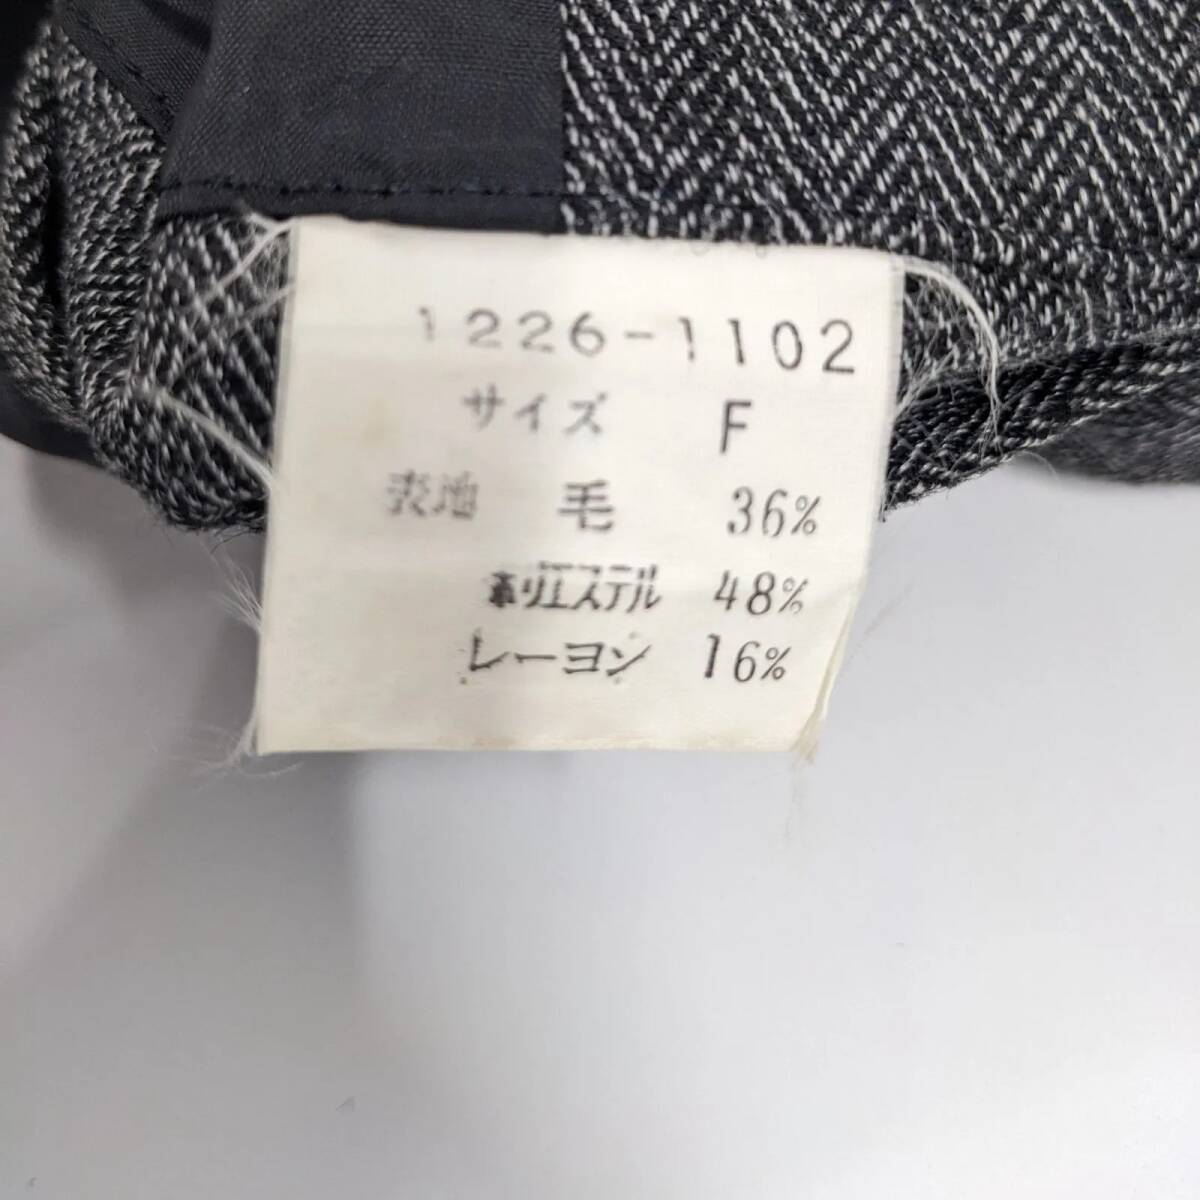 1226-1102
サイズ F
表地 毛 36%
ポリエステル 48%
レーヨン 16%